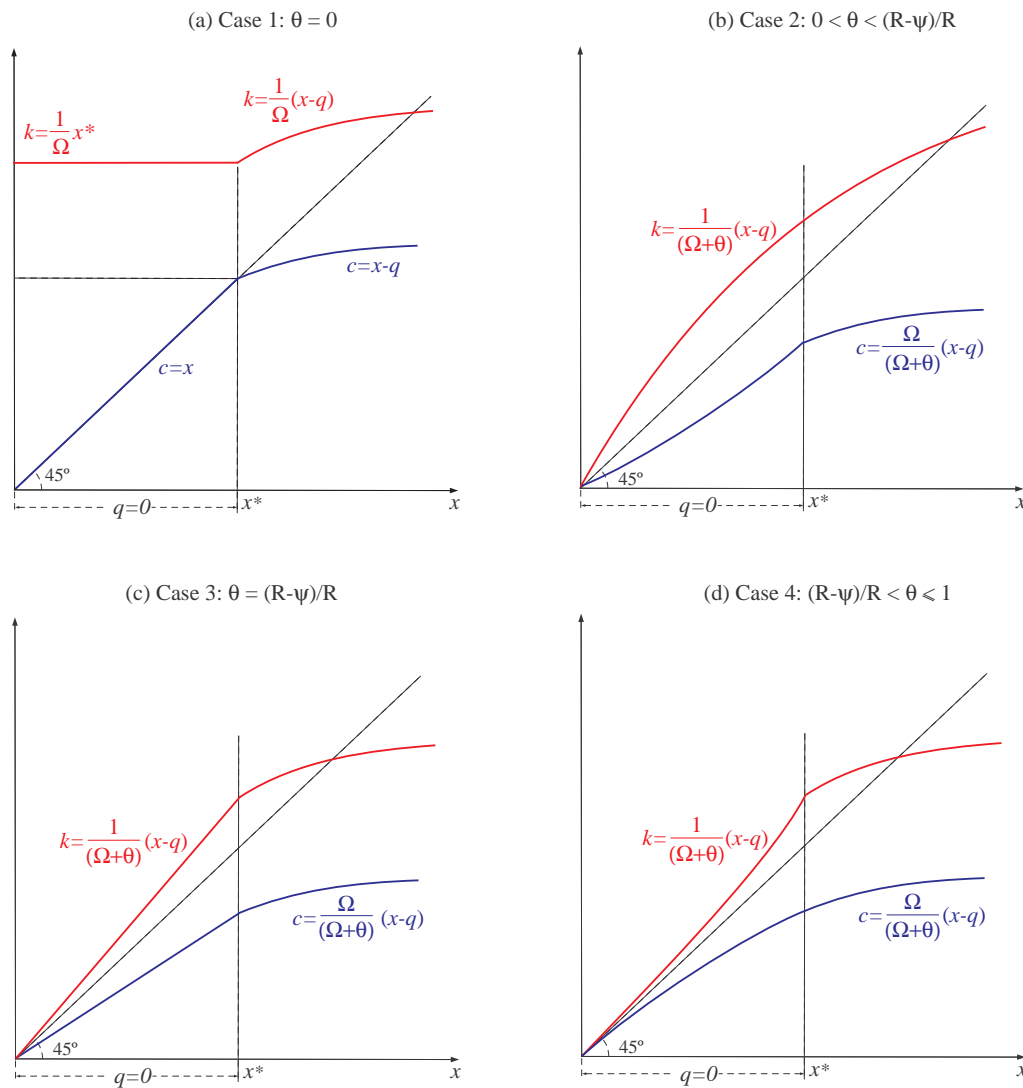 (a) Case 1: θ = 0
k=1/Ω x*
k=1/Ω (x-q)
c=x-q
c=x
45º
q=0
x*
x
(b) Case 2: 0 < θ < (R-ψ)/R
k=1/(Ω+θ) (x-q)
c=Ω/(Ω+θ) (x-q)
45º
q=0
x*
x
(c) Case 3: θ = (R-ψ)/R
k=1/(Ω+θ) (x-q)
c=Ω/(Ω+θ) (x-q)
45º
q=0
x*
x
(d) Case 4: (R-ψ)/R < θ ⩽ 1
k=1/(Ω+θ) (x-q)
c=Ω/(Ω+θ) (x-q)
45º
q=0
x*
x